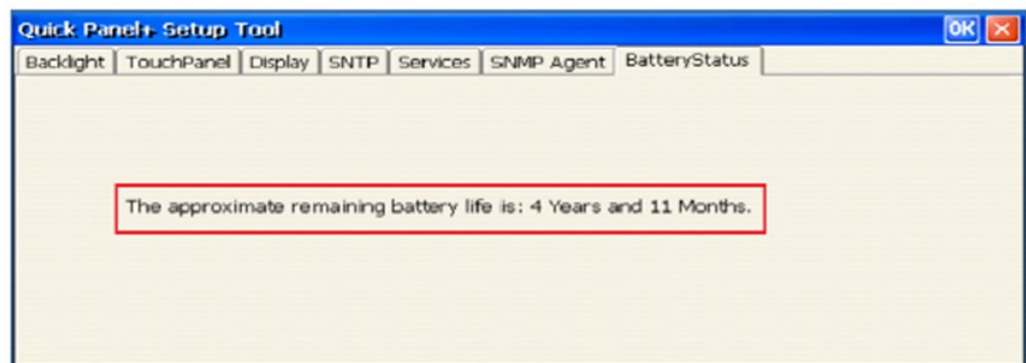 Quick Panel+ Setup Tool OK
Backlight TouchPanel Display SNTP Services SNMP Agent BatteryStatus
The approximate remaining battery life is: 4 Years and 11 Months.